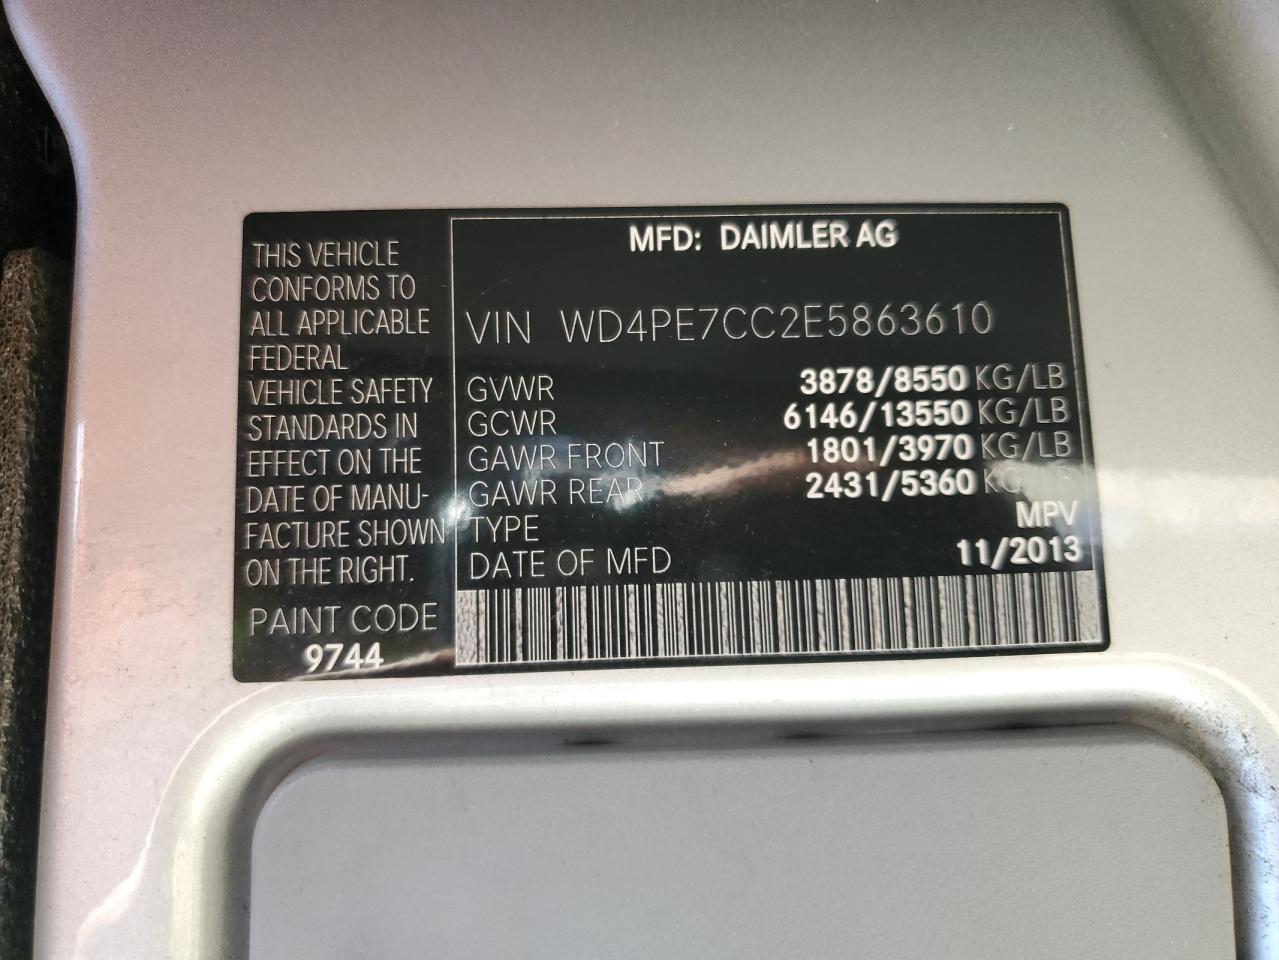 THIS VEHICLE
CONFORMS TO
ALL APPLICABLE
FEDERAL
VEHICLE SAFETY
STANDARDS IN
EFFECT ON THE
DATE OF MANU-
FACTURE SHOWN
ON THE RIGHT.
PAINT CODE
9744
MFD: DAIMLER AG
VIN WD4PE7CC2E5863610
GVWR 3878/8550 KG/LB
GCWR 6146/13550 KG/LB
GAWR FRONT 1801/3970 KG/LB
GAWR REAR 2431/5360 KG/LB
TYPE MPV
DATE OF MFD 11/2013